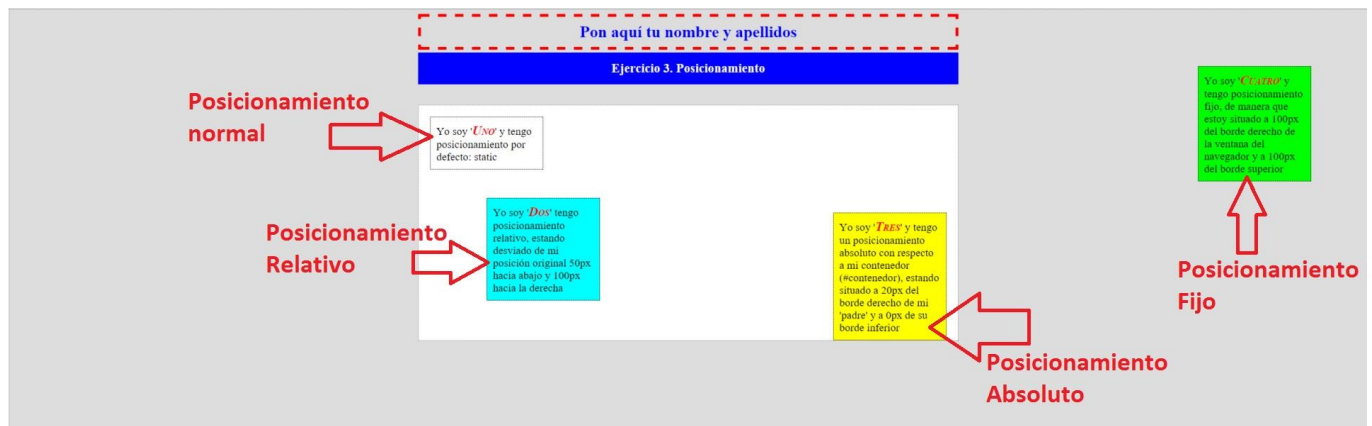 Pon aquí tu nombre y apellidos
Ejercicio 3. Posicionamiento
Posicionamiento
normal
Yo soy 'UNO' y tengo
posicionamiento por
defecto: static
Posicionamiento
Relativo
Yo soy 'DOS' tengo
posicionamiento
relativo, estando
desviado de mi
posición original 50px
hacia abajo y 100px
hacia la derecha
Yo soy 'TRES' y tengo
un posicionamiento
absoluto con respecto
a mi contenedor
(#contenedor), estando
situado a 20px del
borde derecho de mi
'padre' y a 0px de su
borde inferior
Posicionamiento
Absoluto
Yo soy 'CUATRO' y
tengo posicionamiento
fijo, de manera que
estoy situado a 100px
del borde derecho de
la ventana del
navegador y a 100px
del borde superior
Posicionamiento
Fijo